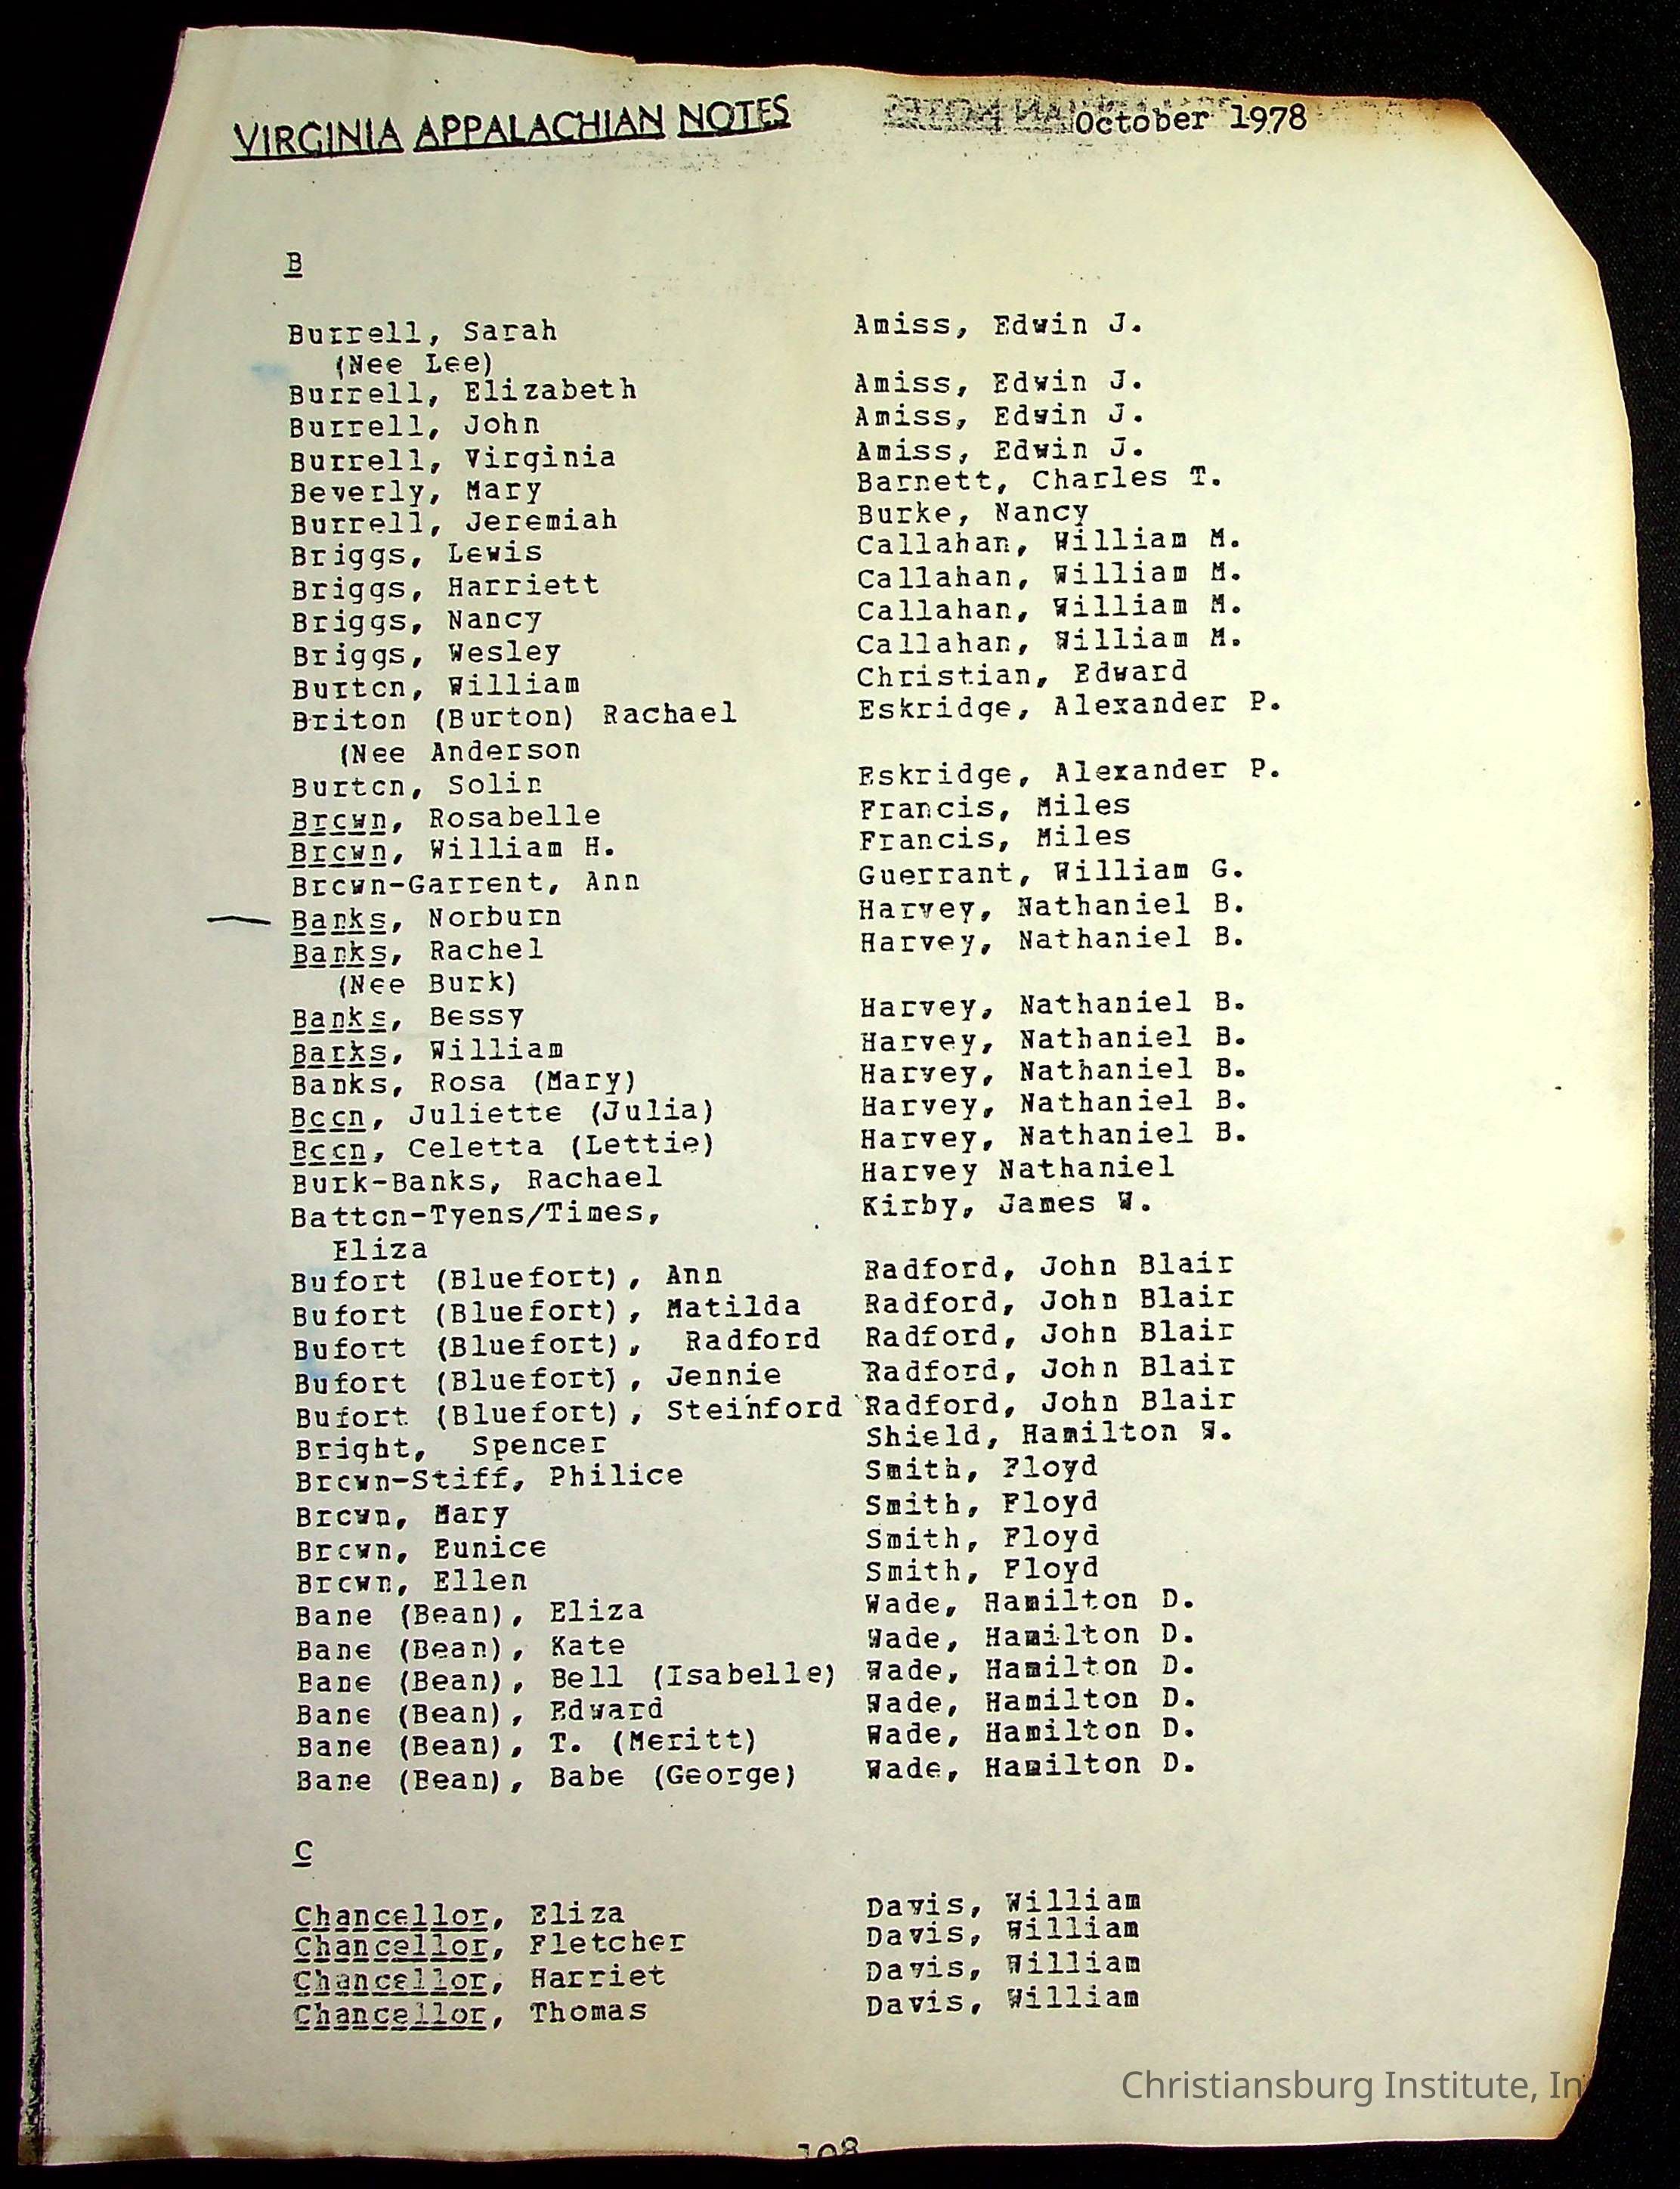 VIRGINIA APPALACHIAN NOTES October 1978
B
Burrell, Sarah Amiss, Edwin J.
(Nee Lee)
Burrell, Elizabeth Amiss, Edwin J.
Burrell, John Amiss, Edwin J.
Burrell, Virginia Amiss, Edwin J.
Beverly, Mary Barnett, Charles T.
Burrell, Jeremiah Burke, Nancy
Briggs, Lewis Callahan, William M.
Briggs, Harriett Callahan, William M.
Briggs, Nancy Callahan, William M.
Briggs, Wesley Callahan, William M.
Burton, William Christian, Edward
Briton (Burton) Rachael Eskridge, Alexander P.
(Nee Anderson
Burton, Solin Eskridge, Alexander P.
Brown, Rosabelle Francis, Miles
Brown, William H. Francis, Miles
Brown-Garrent, Ann Guerrant, William G.
Banks, Norburn Harvey, Nathaniel B.
Banks, Rachel Harvey, Nathaniel B.
(Nee Burk)
Banks, Bessy Harvey, Nathaniel B.
Banks, William Harvey, Nathaniel B.
Banks, Rosa (Mary) Harvey, Nathaniel B.
Boon, Juliette (Julia) Harvey, Nathaniel B.
Boon, Celetta (Lettie) Harvey, Nathaniel B.
Burk-Banks, Rachael Harvey Nathaniel
Batton-Tyens/Times, Kirby, James W.
Eliza
Bufort (Bluefort), Ann Radford, John Blair
Bufort (Bluefort), Matilda Radford, John Blair
Bufort (Bluefort), Radford Radford, John Blair
Bufort (Bluefort), Jennie Radford, John Blair
Bufort (Bluefort), Steinford Radford, John Blair
Bright, Spencer Shield, Hamilton W.
Brown-Stiff, Philice Smith, Floyd
Brown, Mary Smith, Floyd
Brown, Eunice Smith, Floyd
Brown, Ellen Smith, Floyd
Bane (Bean), Eliza Wade, Hamilton D.
Bane (Bean), Kate Wade, Hamilton D.
Bane (Bean), Bell (Isabelle) Wade, Hamilton D.
Bane (Bean), Edward Wade, Hamilton D.
Bane (Bean), T. (Meritt) Wade, Hamilton D.
Bane (Bean), Babe (George) Wade, Hamilton D.
C
Chancellor, Eliza Davis, William
Chancellor, Fletcher Davis, William
Chancellor, Harriet Davis, William
Chancellor, Thomas Davis, William
Christiansburg Institute, In
108